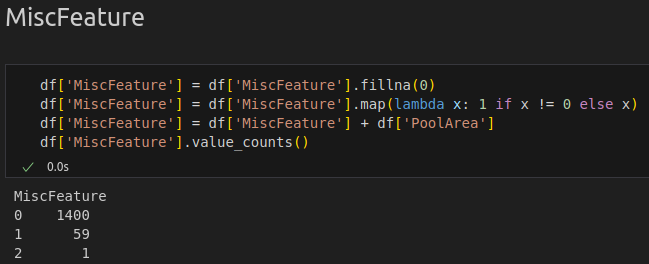 MiscFeature
df['MiscFeature'] = df['MiscFeature'].fillna(0)
df['MiscFeature'] = df['MiscFeature'].map(lambda x: 1 if x != 0 else x)
df['MiscFeature'] = df['MiscFeature'] + df['PoolArea']
df['MiscFeature'].value_counts()
✓ 0.0s
MiscFeature
0 1400
1 59
2 1